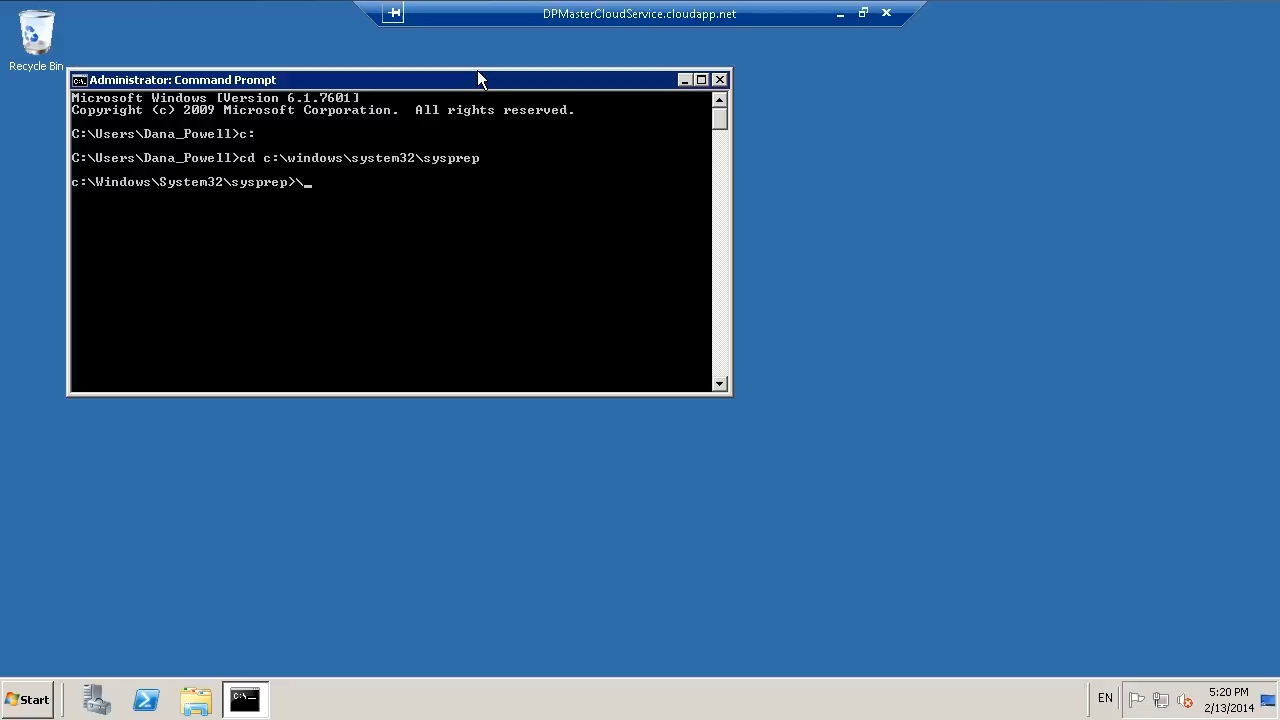 DPMasterCloudService.cloudapp.net
Recycle Bin
Administrator: Command Prompt
Microsoft Windows [Version 6.1.7601]
Copyright (c) 2009 Microsoft Corporation.  All rights reserved.
C:\Users\Dana_Powell>c:
C:\Users\Dana_Powell>cd c:\windows\system32\sysprep
c:\Windows\System32\sysprep>\_
Start
C:\_
EN
5:20 PM
2/13/2014